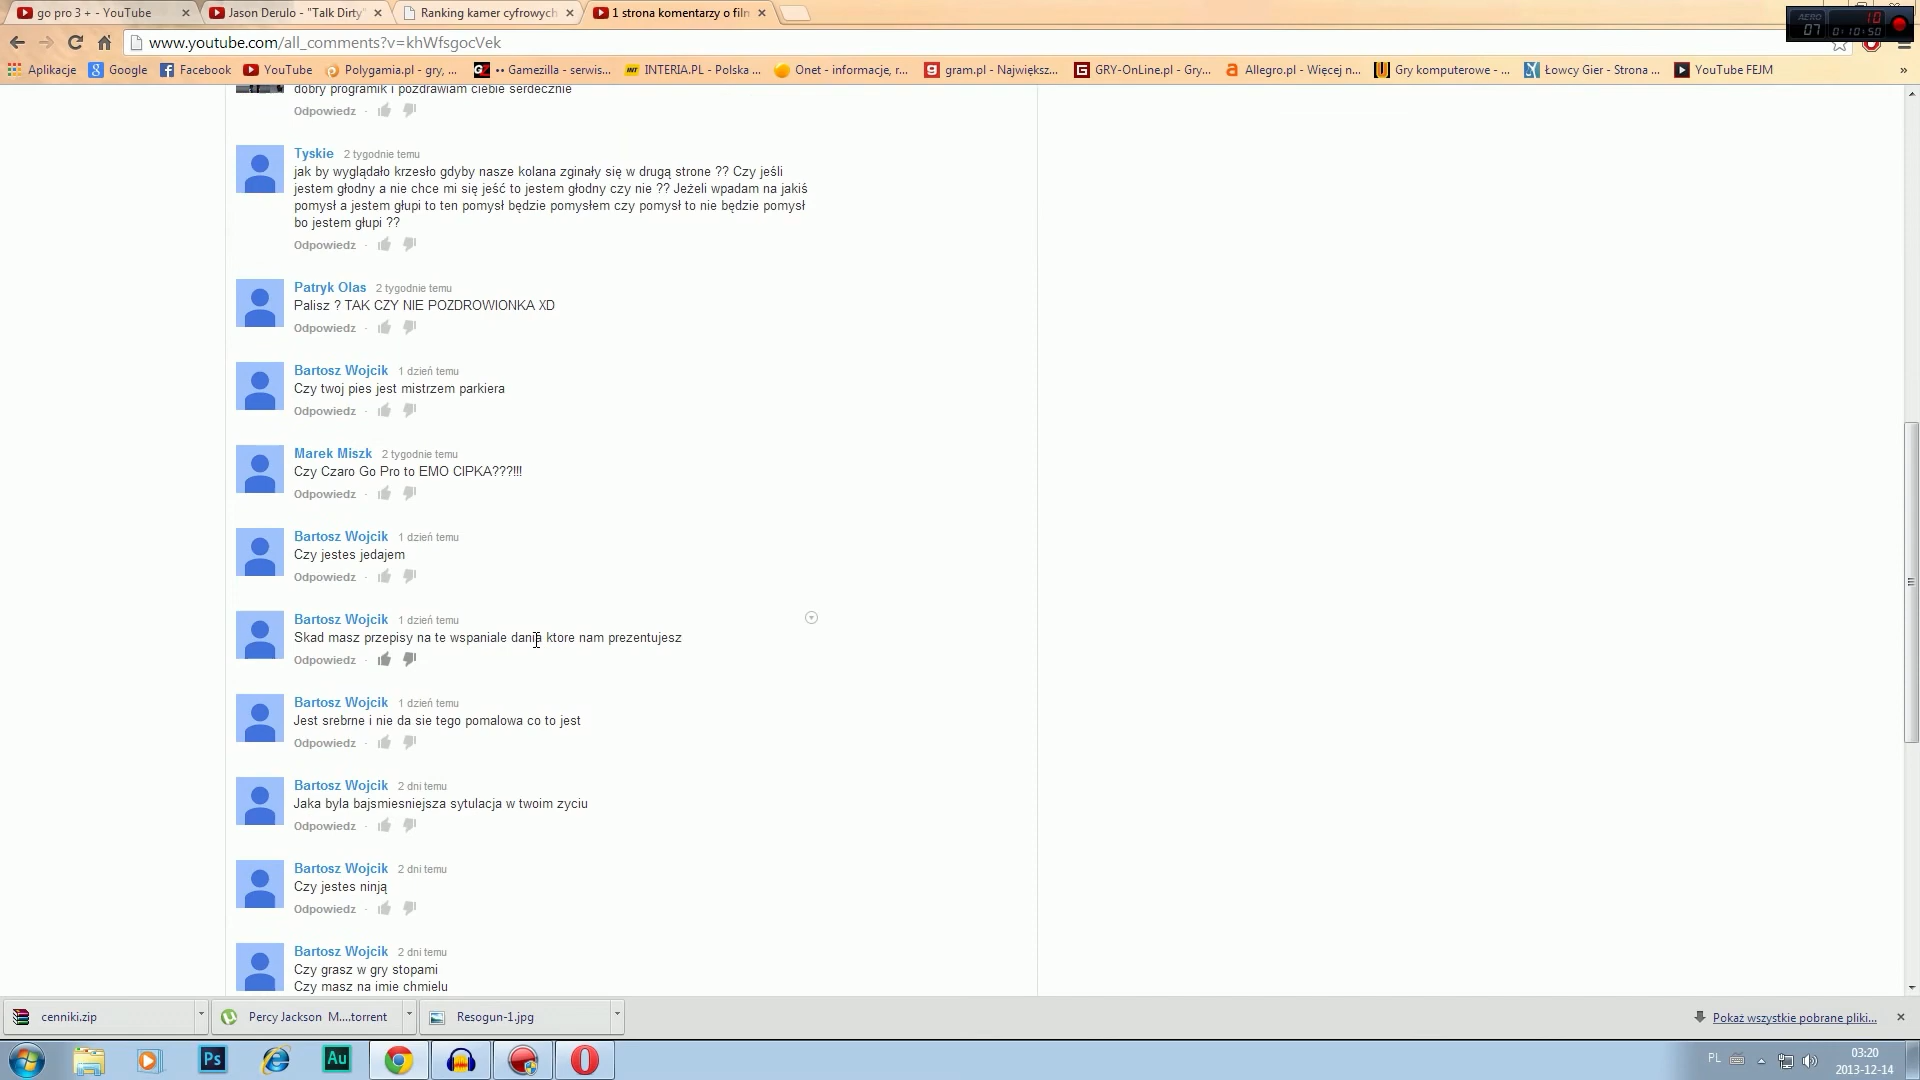 go pro 3 + - YouTube
Jason Derulo - "Talk Dirty"
Ranking kamer cyfrowych
1 strona komentarzy o film
www.youtube.com/all_comments?v=khWfsgocVek
AERO
07
10
0:10:50
Aplikacje
Google
Facebook
YouTube
Polygamia.pl - gry, ...
•• Gamezilla - serwis...
INTERIA.PL - Polska ...
Onet - informacje, r...
gram.pl - Największ...
GRY-OnLine.pl - Gry...
Allegro.pl - Więcej n...
Gry komputerowe - ...
Łowcy Gier - Strona ...
YouTube FEJM
»
dobry programik i pozdrawiam ciebie serdecznie
Odpowiedz ·
Tyskie 2 tygodnie temu
jak by wyglądało krzesło gdyby nasze kolana zginały się w drugą strone ?? Czy jeśli
jestem głodny a nie chce mi się jeść to jestem głodny czy nie ?? Jeżeli wpadam na jakiś
pomysł a jestem głupi to ten pomysł będzie pomysłem czy pomysł to nie będzie pomysł
bo jestem głupi ??
Odpowiedz ·
Patryk Olas 2 tygodnie temu
Palisz ? TAK CZY NIE POZDROWIONKA XD
Odpowiedz ·
Bartosz Wojcik 1 dzień temu
Czy twoj pies jest mistrzem parkiera
Odpowiedz ·
Marek Miszk 2 tygodnie temu
Czy Czaro Go Pro to EMO CIPKA???!!!
Odpowiedz ·
Bartosz Wojcik 1 dzień temu
Czy jestes jedajem
Odpowiedz ·
Bartosz Wojcik 1 dzień temu
Skad masz przepisy na te wspaniale dania ktore nam prezentujesz
Odpowiedz ·
Bartosz Wojcik 1 dzień temu
Jest srebrne i nie da sie tego pomalowa co to jest
Odpowiedz ·
Bartosz Wojcik 2 dni temu
Jaka byla bajsmiesniejsza sytulacja w twoim zyciu
Odpowiedz ·
Bartosz Wojcik 2 dni temu
Czy jestes ninją
Odpowiedz ·
Bartosz Wojcik 2 dni temu
Czy grasz w gry stopami
Czy masz na imie chmielu
cenniki.zip
Percy Jackson M....torrent
Resogun-1.jpg
Pokaż wszystkie pobrane pliki...
Ps
Au
PL
03:20
2013-12-14